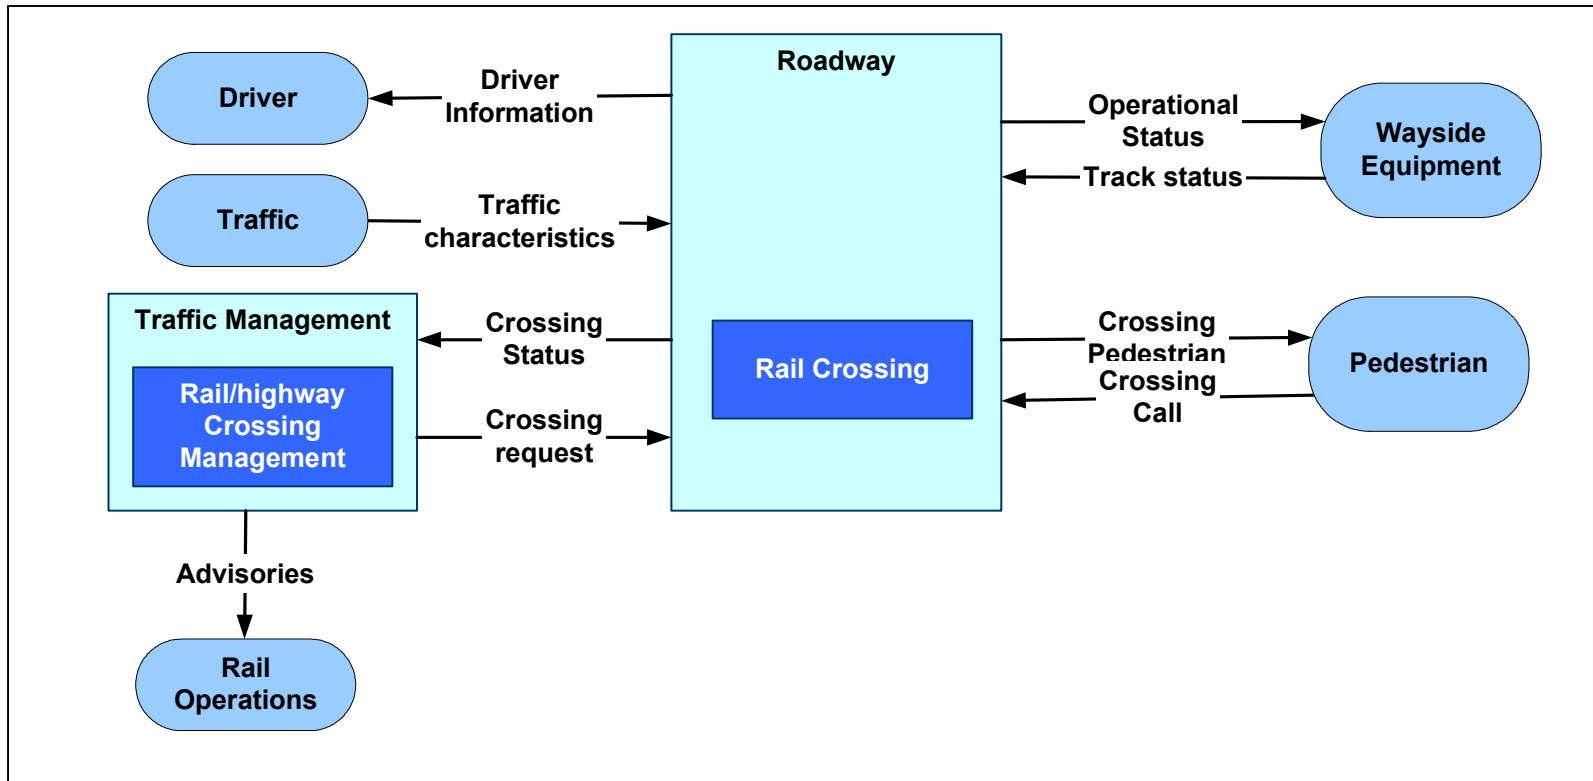 Roadway
Driver
Driver
Information
Operational
Status
Wayside
Equipment
Track status
Traffic
Traffic
characteristics
Traffic Management
Rail/highway
Crossing
Management
Crossing
Status
Crossing
request
Rail Crossing
Crossing
Pedestrian
Crossing
Call
Pedestrian
Advisories
Rail
Operations